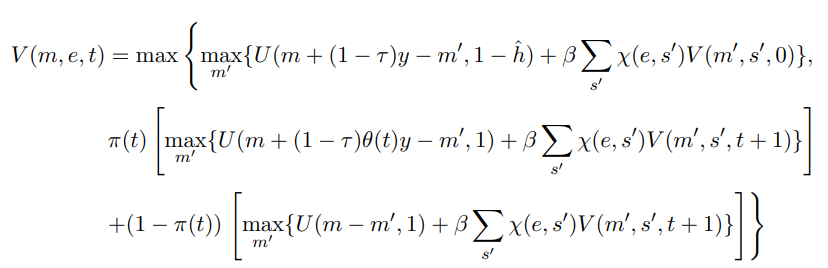 V(m, e, t) = max { max_{m′} {U(m + (1 − τ)y − m′, 1 − ĥ) + β ∑_{s′} χ(e, s′)V(m′, s′, 0)},
π(t) [ max_{m′} {U(m + (1 − τ)θ(t)y − m′, 1) + β ∑_{s′} χ(e, s′)V(m′, s′, t + 1)} ]
+(1 − π(t)) [ max_{m′} {U(m − m′, 1) + β ∑_{s′} χ(e, s′)V(m′, s′, t + 1)} ] }